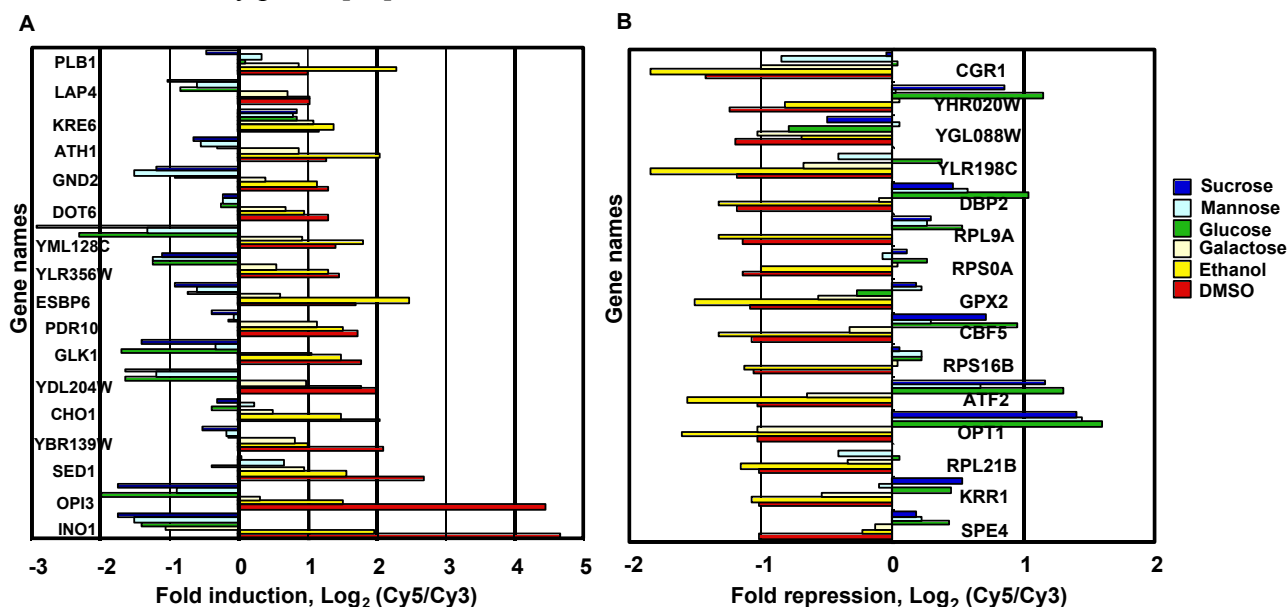 A
B
Gene names
PLB1
LAP4
KRE6
ATH1
GND2
DOT6
YML128C
YLR356W
ESBP6
PDR10
GLK1
YDL204W
CHO1
YBR139W
SED1
OPI3
INO1
-3 -2 -1 0 1 2 3 4 5
Fold induction, Log2 (Cy5/Cy3)
Gene names
CGR1
YHR020W
YGL088W
YLR198C
DBP2
RPL9A
RPS0A
GPX2
CBF5
RPS16B
ATF2
OPT1
RPL21B
KRR1
SPE4
-2 -1 0 1 2
Fold repression, Log2 (Cy5/Cy3)
Sucrose
Mannose
Glucose
Galactose
Ethanol
DMSO